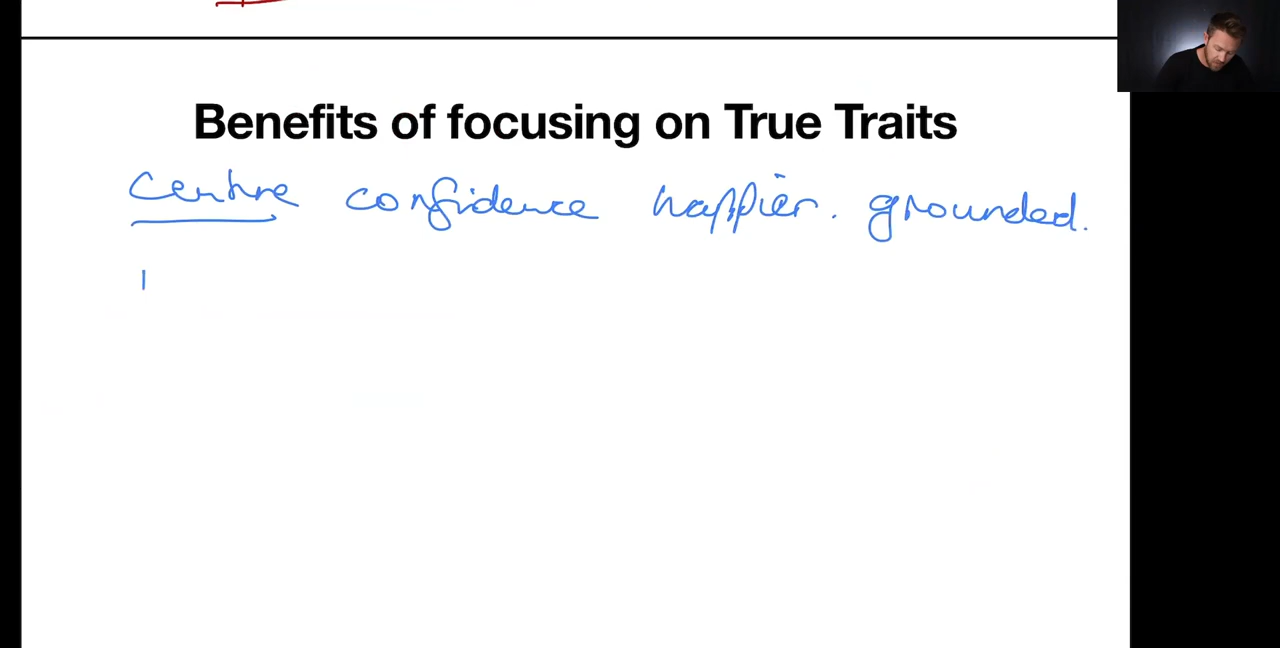 Benefits of focusing on True Traits
Centre confidence happier. grounded.